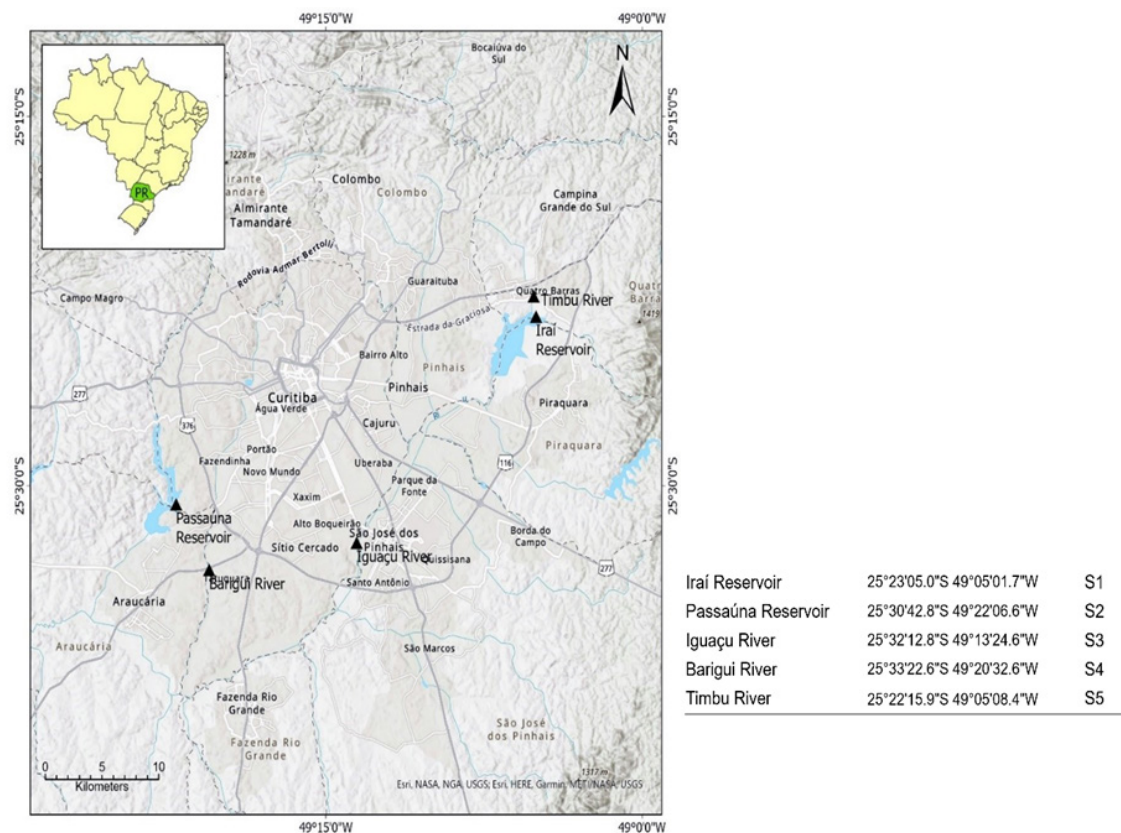 49°15'0"W
49°0'0"W
N
PR
Bocaiúva do
Sul
25°15'0"S
25°15'0"S
1228 m
Colombo
Colombo
Almirante
Tamandaré
Campina
Grande do Sul
Rodovia Admar Bertolli
Guaraituba
Quatro Barras
Timbu River
Campo Magro
Estrada da Graciosa
1419
Iraí
Reservoir
Bairro Alto
Pinhais
Pinhais
277
Curitiba
Água Verde
Piraquara
376
Cajuru
Piraquara
Portão
Fazendinha
Novo Mundo
Uberaba
116
Parque da
Fonte
25°30'0"S
25°30'0"S
Xaxim
Passaúna
Reservoir
Alto Boqueirão
São José dos
Pinhais
Borda do
Campo
Sítio Cercado
Iguaçu River
277
Barigui River
Santo Antônio
Araucária
Araucária
São Marcos
Fazenda Rio
Grande
Fazenda Rio
Grande
São José
dos Pinhais
0 5 10
Kilometers
1317 m
Esri, NASA, NGA, USGS; Esri, HERE, Garmin, METI/NASA, USGS
49°15'0"W
49°0'0"W
Iraí Reservoir 25°23'05.0"S 49°05'01.7"W S1
Passaúna Reservoir 25°30'42.8"S 49°22'06.6"W S2
Iguaçu River 25°32'12.8"S 49°13'24.6"W S3
Barigui River 25°33'22.6"S 49°20'32.6"W S4
Timbu River 25°22'15.9"S 49°05'08.4"W S5